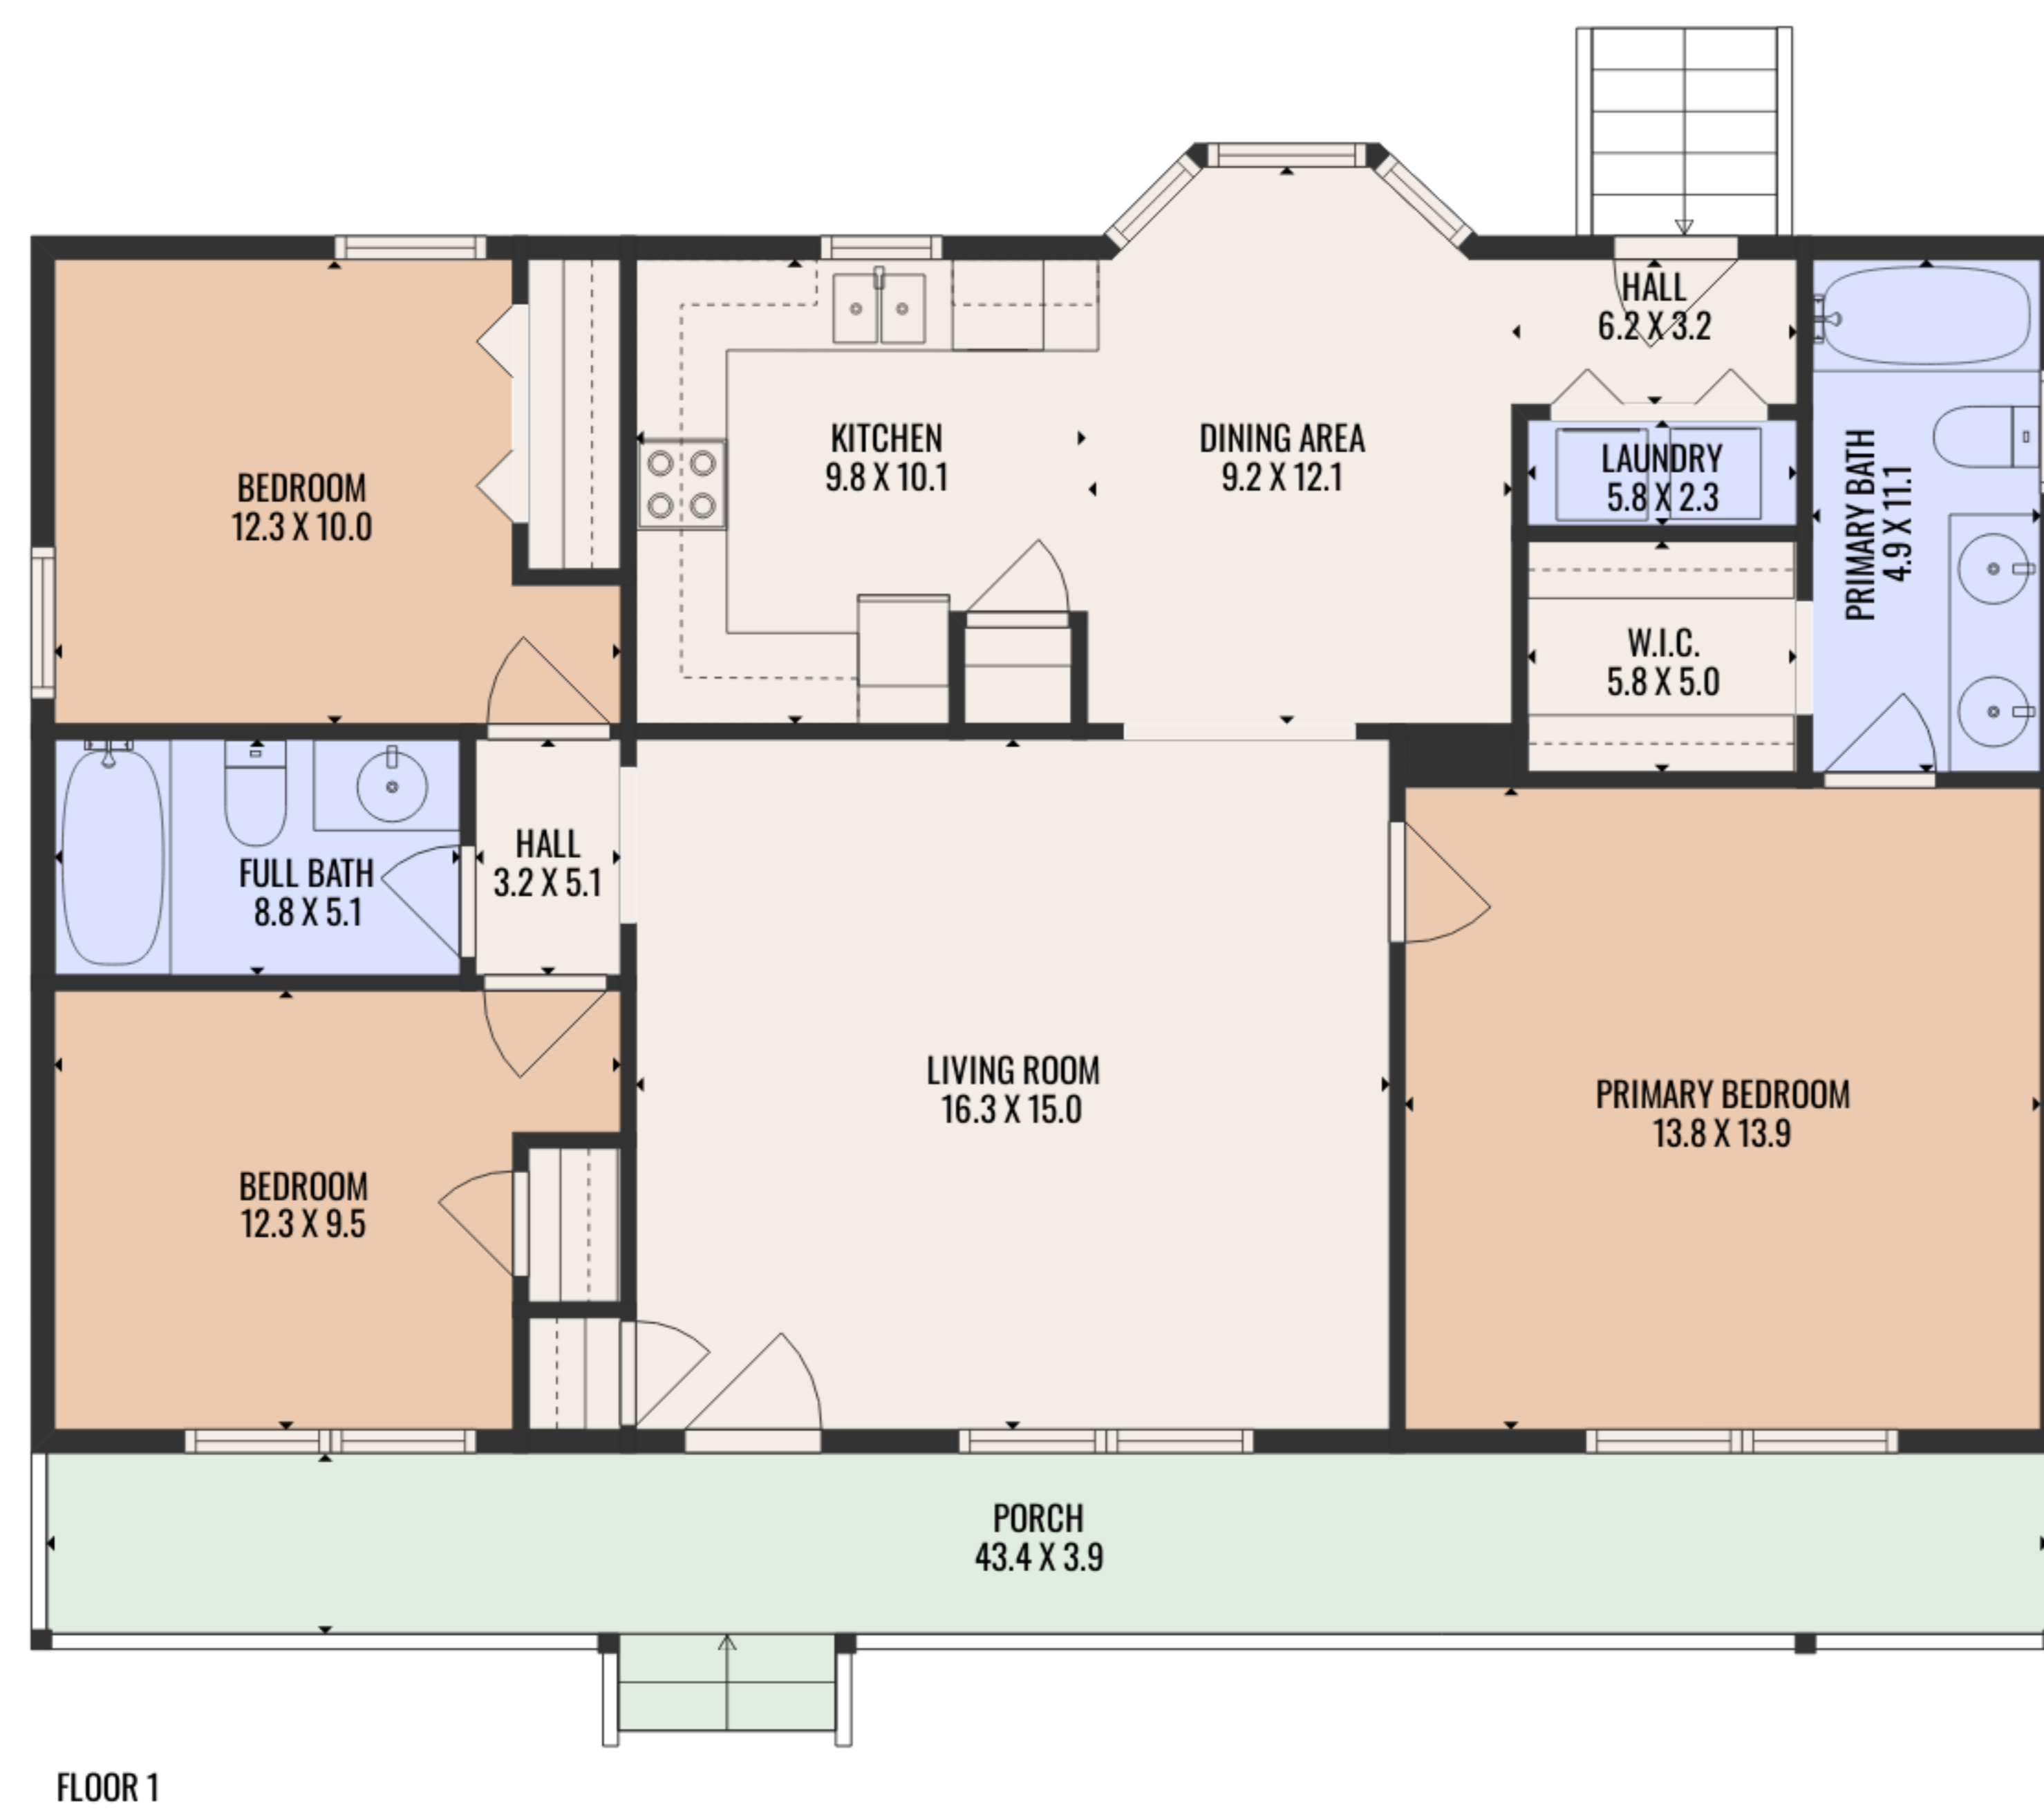 HALL
6.2 X 3.2
KITCHEN
9.8 X 10.1
DINING AREA
9.2 X 12.1
LAUNDRY
5.8 X 2.3
PRIMARY BATH
4.9 X 11.1
BEDROOM
12.3 X 10.0
W.I.C.
5.8 X 5.0
HALL
3.2 X 5.1
FULL BATH
8.8 X 5.1
LIVING ROOM
16.3 X 15.0
PRIMARY BEDROOM
13.8 X 13.9
BEDROOM
12.3 X 9.5
PORCH
43.4 X 3.9
FLOOR 1